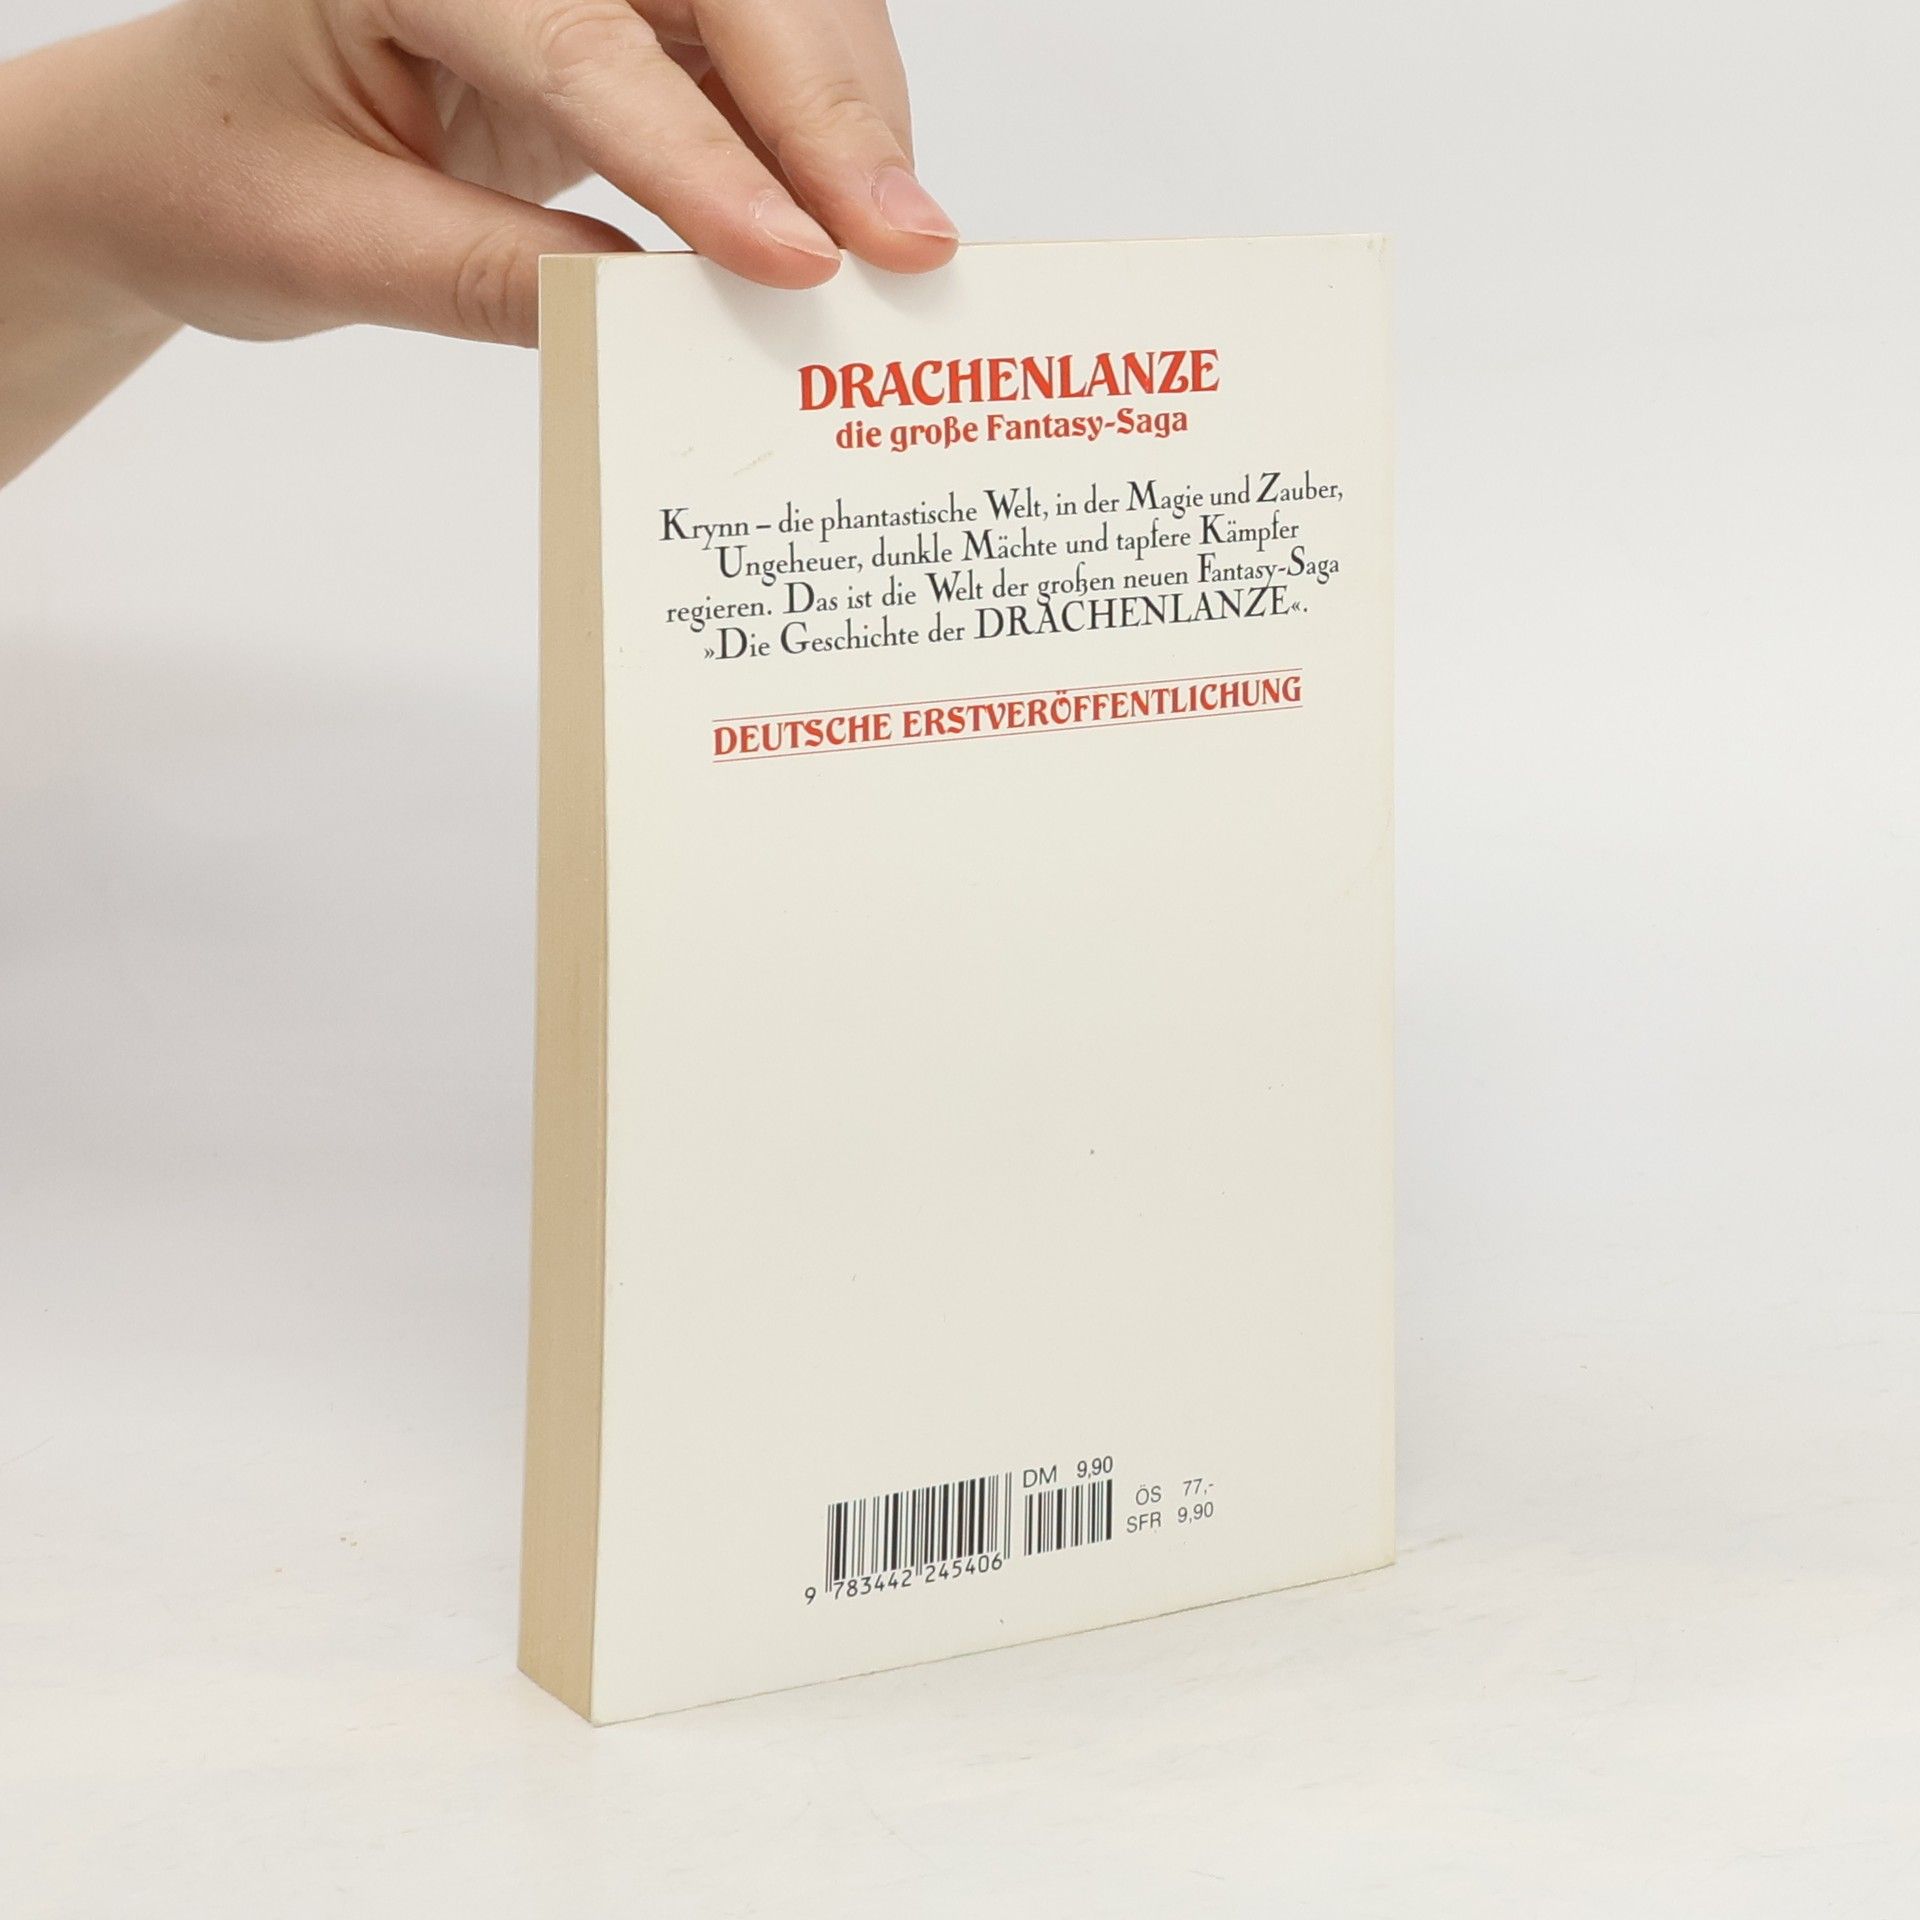 DRACHENLANZE
die große Fantasy-Saga
Krynn – die phantastische Welt, in der Magie und Zauber,
Ungeheuer, dunkle Mächte und tapfere Kämpfer
regieren. Das ist die Welt der großen neuen Fantasy-Saga
»Die Geschichte der DRACHENLANZE«.
DEUTSCHE ERSTVERÖFFENTLICHUNG
DM 9,90
ÖS 77,-
SFR 9,90
9 783442 245406